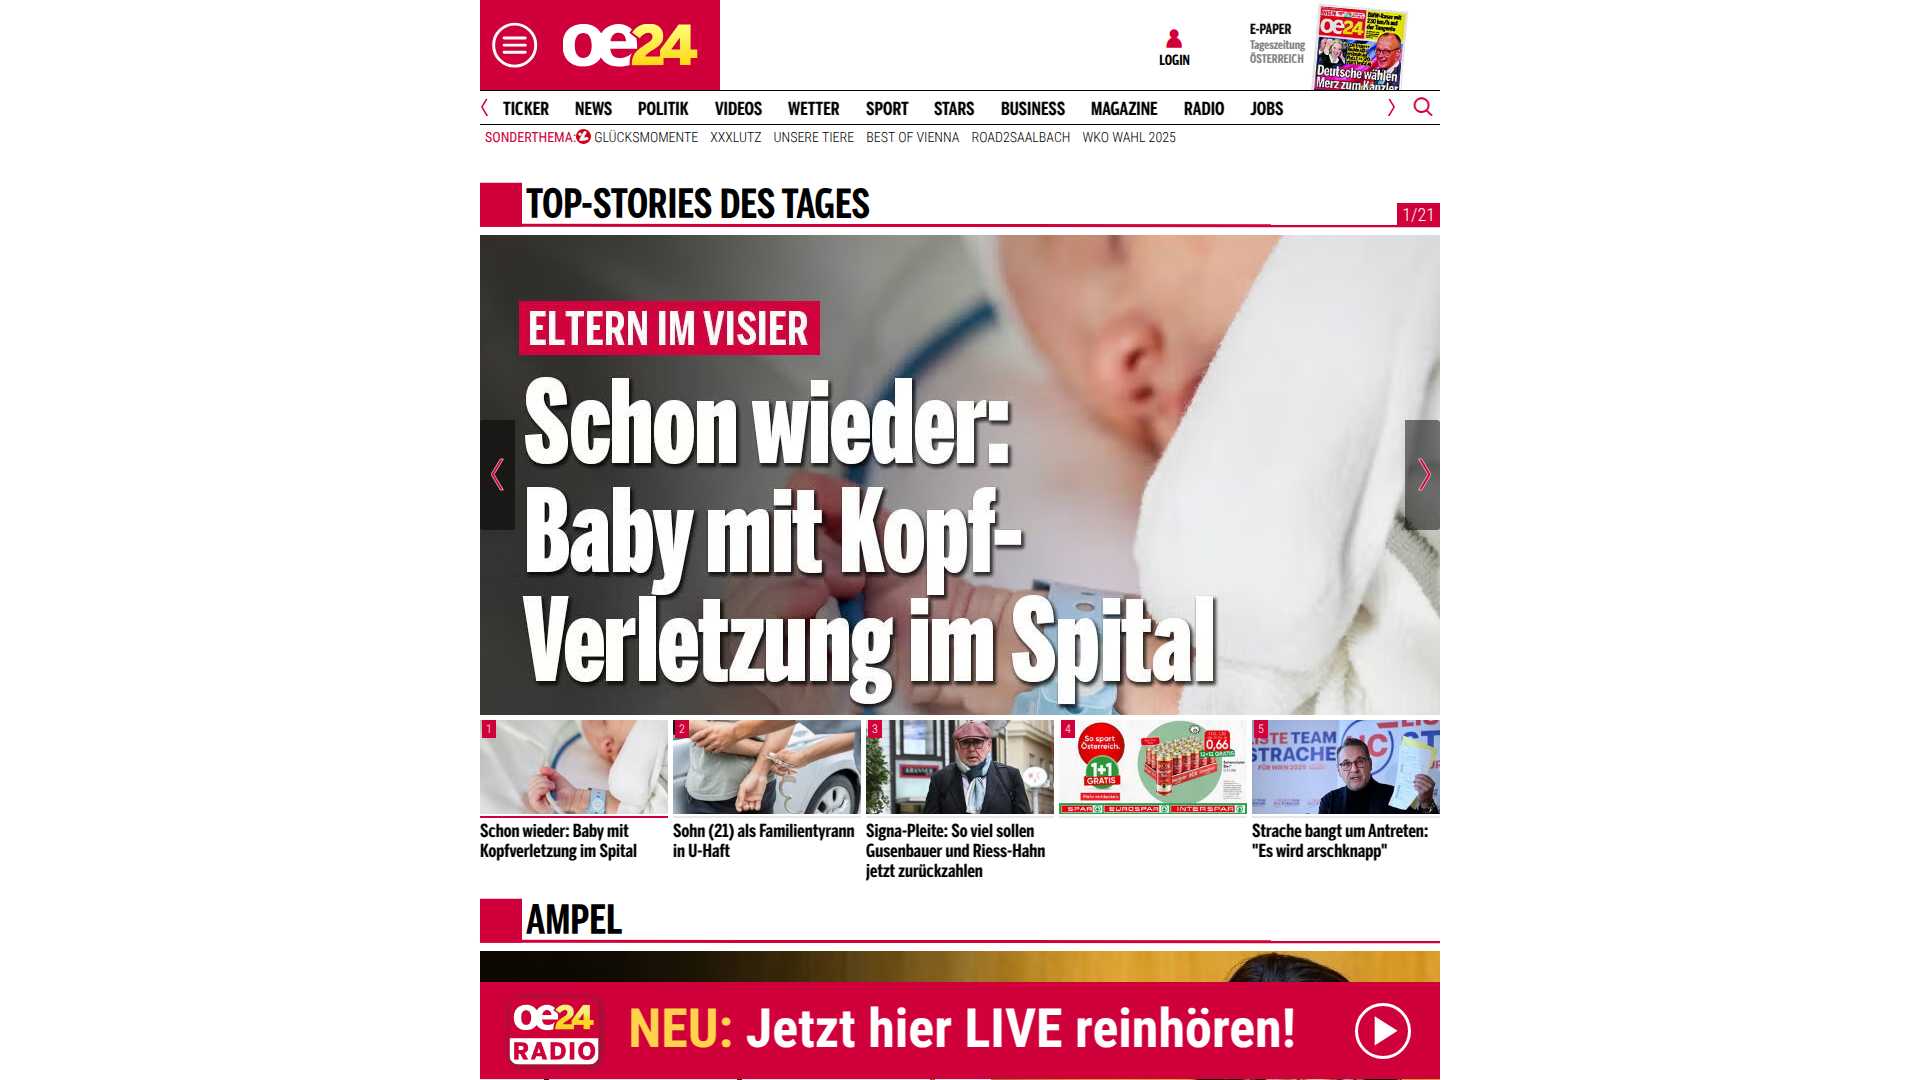 oe24
LOGIN
E-PAPER
Tageszeitung
ÖSTERREICH
oe24
Deutsche wählen
Merz zum Kanzler
TICKER NEWS POLITIK VIDEOS WETTER SPORT STARS BUSINESS MAGAZINE RADIO JOBS
SONDERTHEMA: GLÜCKSMOMENTE XXXLUTZ UNSERE TIERE BEST OF VIENNA ROAD2SAALBACH WKO WAHL 2025
TOP-STORIES DES TAGES
1/21
ELTERN IM VISIER
Schon wieder:
Baby mit Kopf-
Verletzung im Spital
1
2
3
4
5
So spart
Österreich.
1+1
GRATIS
0,66
SPAR EUROSPAR INTERSPAR
LISTE TEAM
STRACHE
FÜR WIEN 2025
Schon wieder: Baby mit
Kopfverletzung im Spital
Sohn (21) als Familientyrann
in U-Haft
Signa-Pleite: So viel sollen
Gusenbauer und Riess-Hahn
jetzt zurückzahlen
Strache bangt um Antreten:
"Es wird arschknapp"
AMPEL
oe24
RADIO
NEU: Jetzt hier LIVE reinhören!